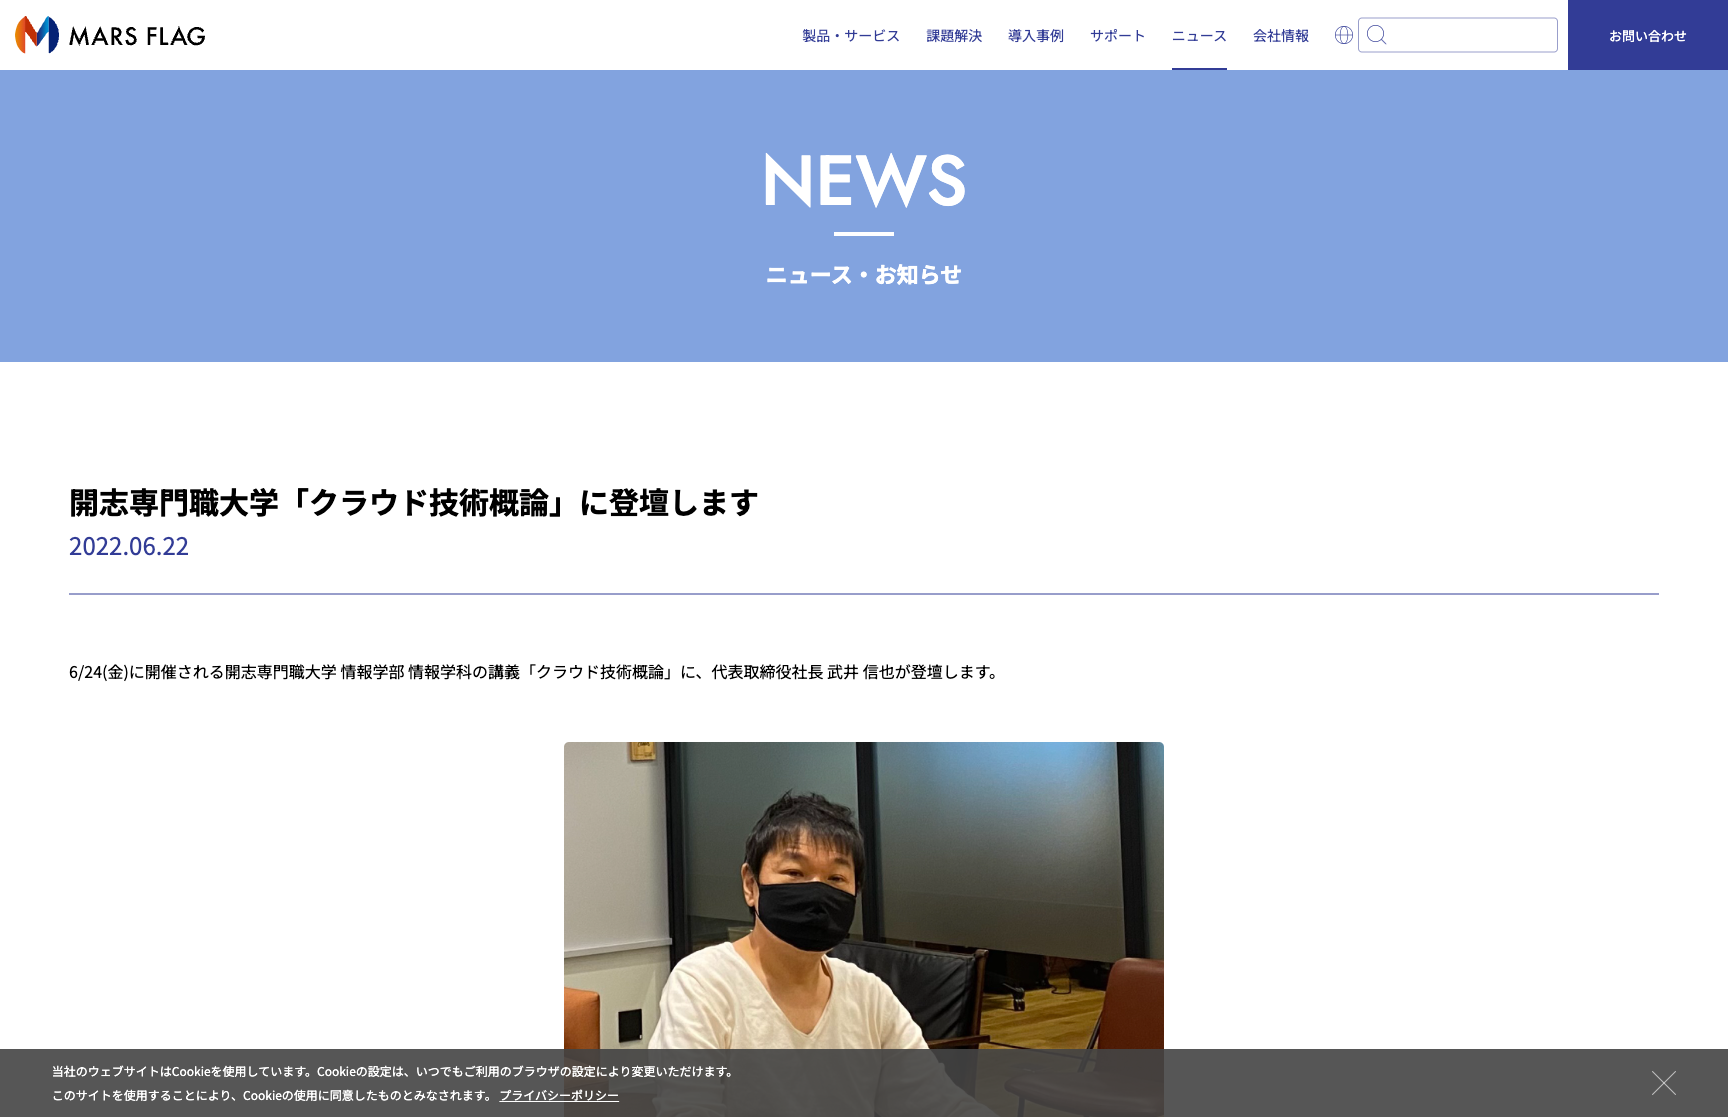 MARS FLAG
製品・サービス 課題解決 導入事例 サポート ニュース 会社情報
お問い合わせ
NEWS
ニュース・お知らせ
開志専門職大学「クラウド技術概論」に登壇します
2022.06.22
6/24(金)に開催される開志専門職大学 情報学部 情報学科の講義「クラウド技術概論」に、代表取締役社長 武井 信也が登壇します。
当社のウェブサイトはCookieを使用しています。Cookieの設定は、いつでもご利用のブラウザの設定により変更いただけます。
このサイトを使用することにより、Cookieの使用に同意したものとみなされます。 プライバシーポリシー